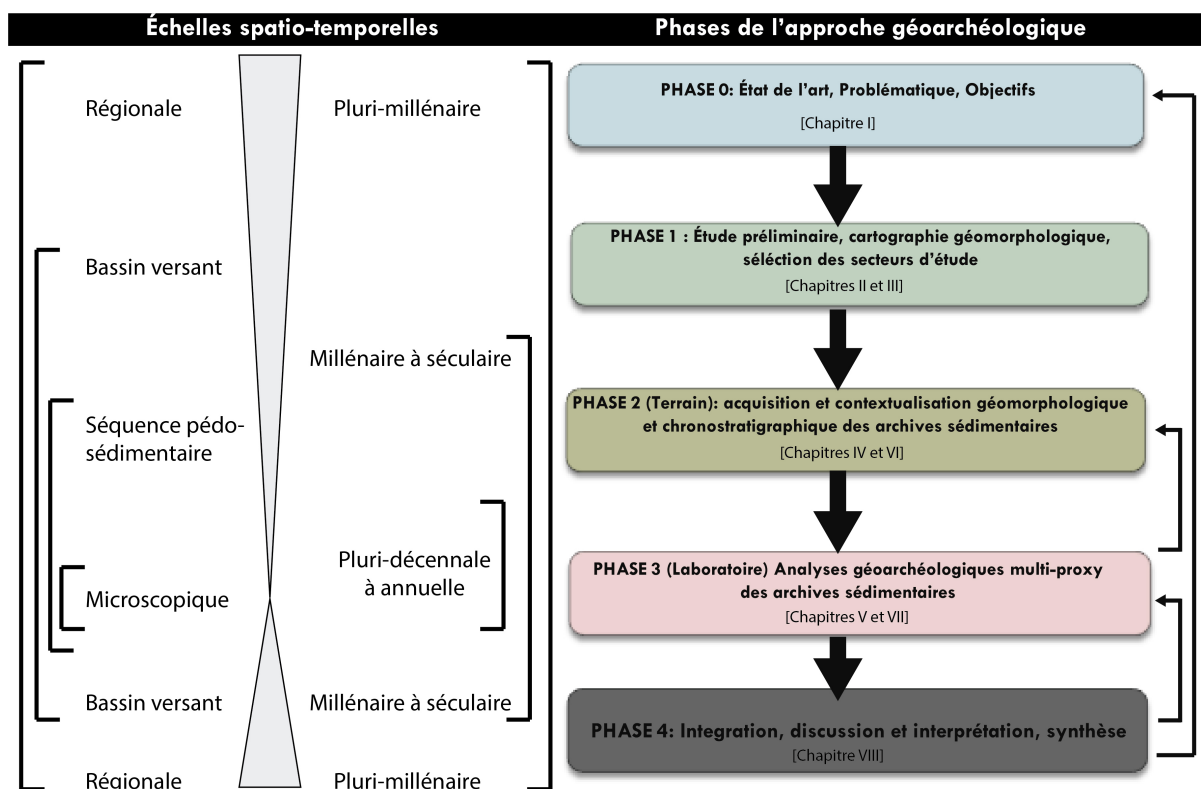 Échelles spatio-temporelles
Phases de l'approche géoarchéologique
Régionale
Pluri-millénaire
Bassin versant
Millénaire à séculaire
Séquence pédo-
sédimentaire
Pluri-décennale
à annuelle
Microscopique
Bassin versant
Millénaire à séculaire
Régionale
Pluri-millénaire
PHASE 0: État de l'art, Problématique, Objectifs
[Chapitre I]
PHASE 1 : Étude préliminaire, cartographie géomorphologique,
séléction des secteurs d'étude
[Chapitres II et III]
PHASE 2 (Terrain): acquisition et contextualisation géomorphologique
et chronostratigraphique des archives sédimentaires
[Chapitres IV et VI]
PHASE 3 (Laboratoire) Analyses géoarchéologiques multi-proxy
des archives sédimentaires
[Chapitres V et VII]
PHASE 4: Integration, discussion et interprétation, synthèse
[Chapitre VIII]